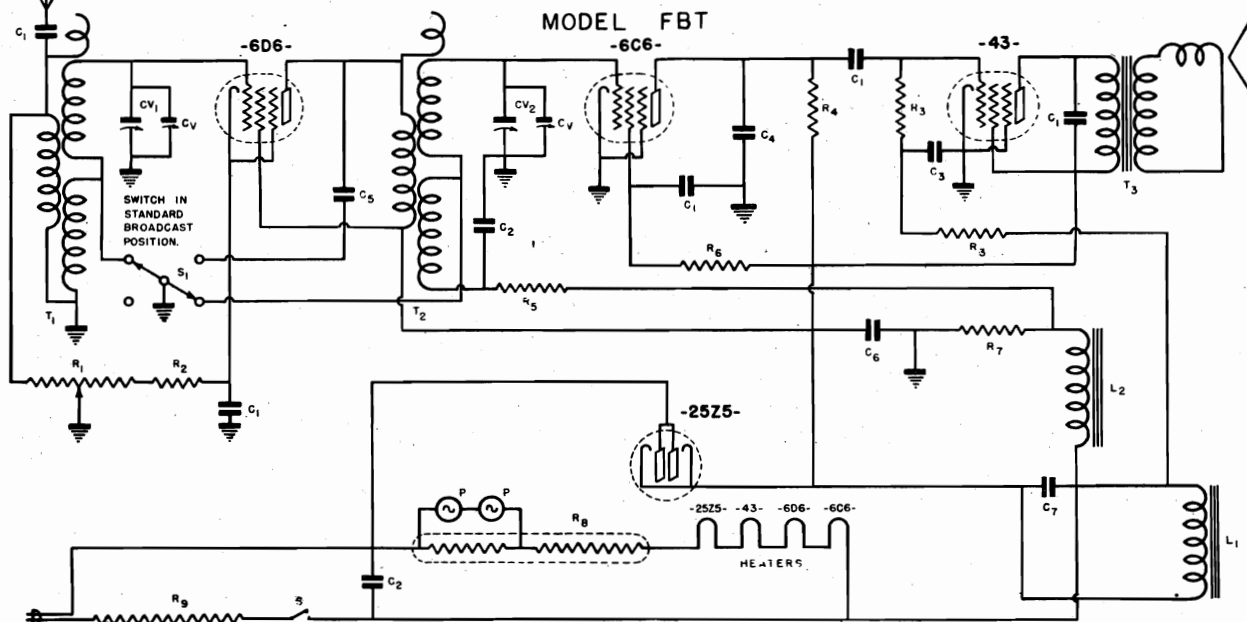 MODEL FBT
C1
-6D6-
-6C6-
-43-
CV1
CV
CV2
CV
C4
R4
C1
R3
C1
C3
T3
C5
C2
C1
SWITCH IN
STANDARD
BROADCAST
POSITION.
S1
R6
R3
T1
T2
R5
C6
R7
R1
R2
C1
L2
-25Z5-
P
P
R8
-25Z5-
-43-
-6D6-
-6C6-
HEATERS
C7
L1
C2
R9
S